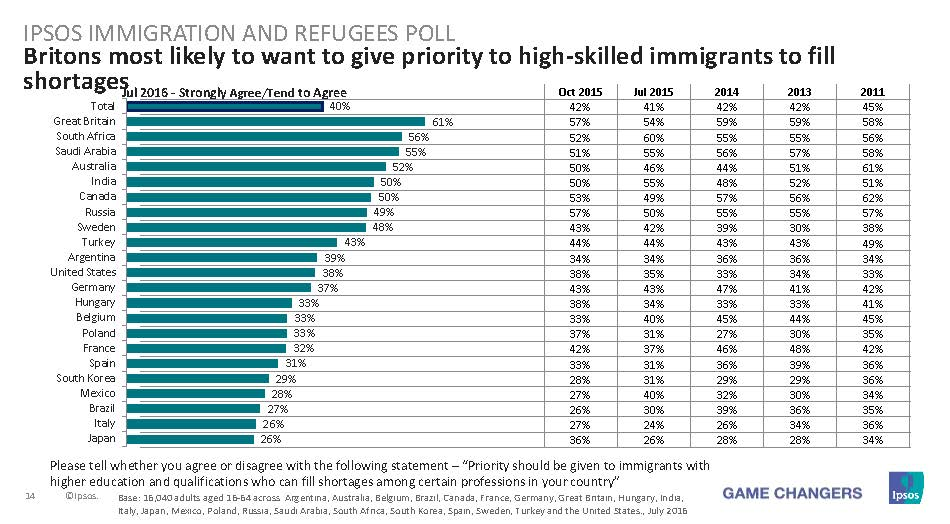 IPSOS IMMIGRATION AND REFUGEES POLL
Britons most likely to want to give priority to high-skilled immigrants to fill
shortages
Jul 2016 - Strongly Agree/Tend to Agree Oct 2015 Jul 2015 2014 2013 2011
Total 40% 42% 41% 42% 42% 45%
Great Britain 61% 57% 54% 59% 59% 58%
South Africa 56% 52% 60% 55% 55% 56%
Saudi Arabia 55% 51% 55% 56% 57% 58%
Australia 52% 50% 46% 44% 51% 61%
India 50% 50% 55% 48% 52% 51%
Canada 50% 53% 49% 57% 56% 62%
Russia 49% 57% 50% 55% 55% 57%
Sweden 48% 43% 42% 39% 30% 38%
Turkey 43% 44% 44% 43% 43% 49%
Argentina 39% 34% 34% 36% 36% 34%
United States 38% 38% 35% 33% 34% 33%
Germany 37% 43% 43% 47% 41% 42%
Hungary 33% 38% 34% 33% 33% 41%
Belgium 33% 33% 40% 45% 44% 45%
Poland 33% 37% 31% 27% 30% 35%
France 32% 42% 37% 46% 48% 42%
Spain 31% 33% 31% 36% 39% 36%
South Korea 29% 28% 31% 29% 29% 36%
Mexico 28% 27% 40% 32% 30% 34%
Brazil 27% 26% 30% 39% 36% 35%
Italy 26% 27% 24% 26% 34% 36%
Japan 26% 36% 26% 28% 28% 34%
Please tell whether you agree or disagree with the following statement – “Priority should be given to immigrants with
higher education and qualifications who can fill shortages among certain professions in your country”
14 © Ipsos. Base: 16,040 adults aged 16-64 across Argentina, Australia, Belgium, Brazil, Canada, France, Germany, Great Britain, Hungary, India,
Italy, Japan, Mexico, Poland, Russia, Saudi Arabia, South Africa, South Korea, Spain, Sweden, Turkey and the United States., July 2016
GAME CHANGERS
Ipsos